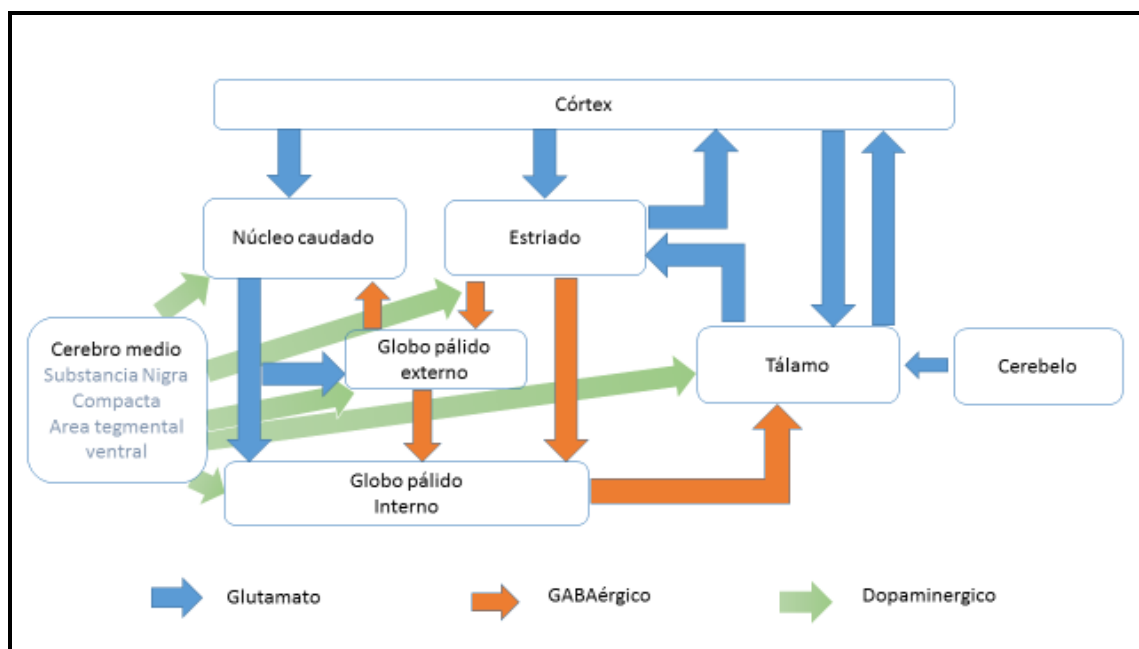 Córtex
Núcleo caudado
Estriado
Cerebro medio
Substancia Nigra
Compacta
Area tegmental
ventral
Globo pálido
externo
Tálamo
Cerebelo
Globo pálido
Interno
Glutamato
GABAérgico
Dopaminergico